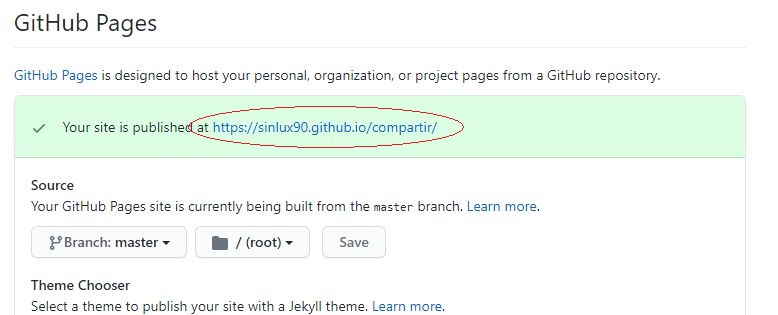 GitHub Pages
GitHub Pages is designed to host your personal, organization, or project pages from a GitHub repository.
Your site is published at https://sinlux90.github.io/compartir/
Source
Your GitHub Pages site is currently being built from the master branch. Learn more.
Branch: master / (root) Save
Theme Chooser
Select a theme to publish your site with a Jekyll theme. Learn more.